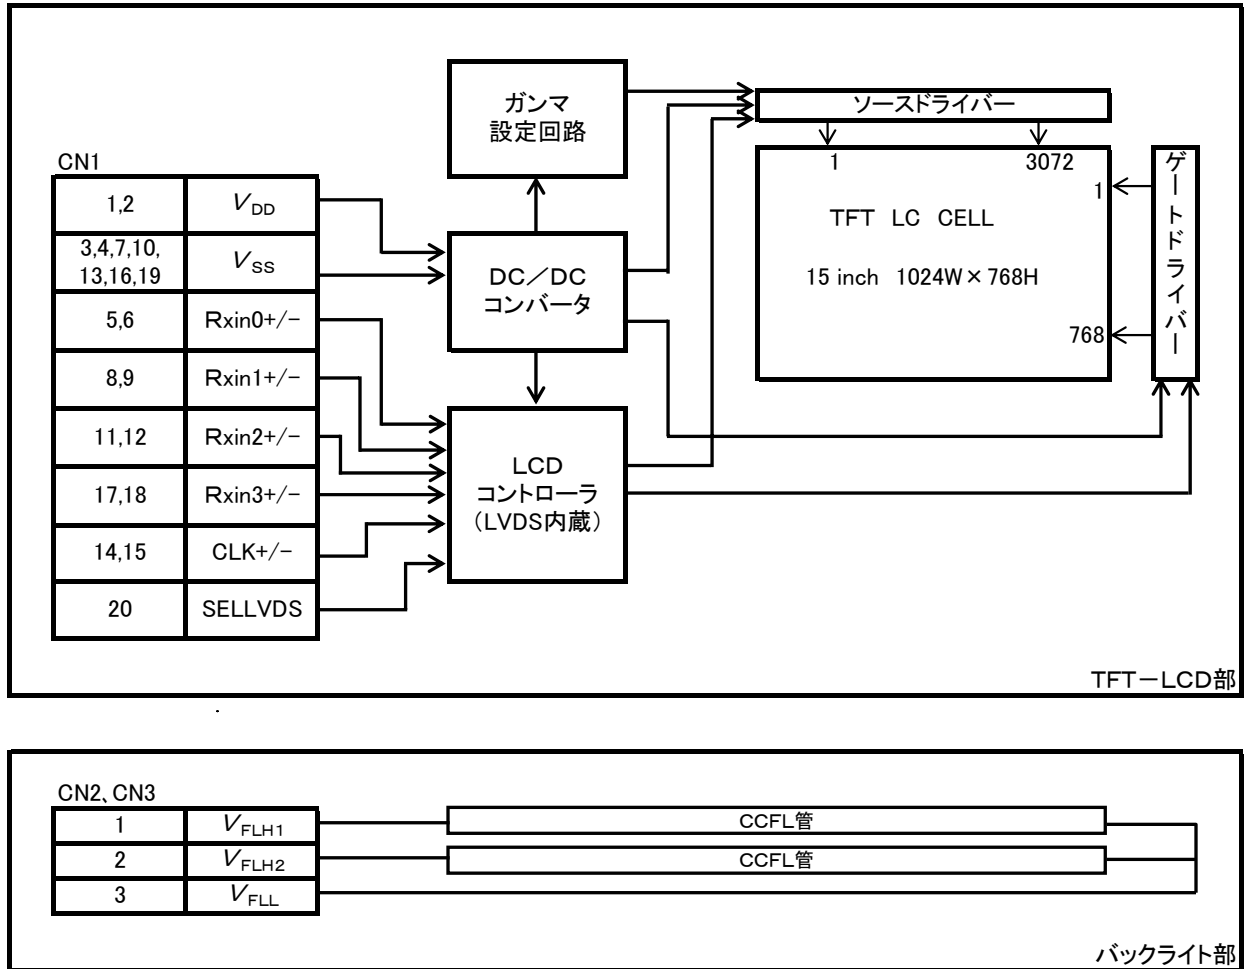 ガンマ
設定回路
ソースドライバー
CN1
1
3072
ゲートドライバー
1,2
VDD
1
TFT LC CELL
3,4,7,10,
13,16,19
VSS
DC/DC
コンバータ
15 inch 1024W×768H
5,6
Rxin0+/-
768
8,9
Rxin1+/-
11,12
Rxin2+/-
LCD
コントローラ
(LVDS内蔵)
17,18
Rxin3+/-
14,15
CLK+/-
20
SELLVDS
TFT-LCD部
CN2、CN3
1
VFLH1
CCFL管
2
VFLH2
CCFL管
3
VFLL
バックライト部